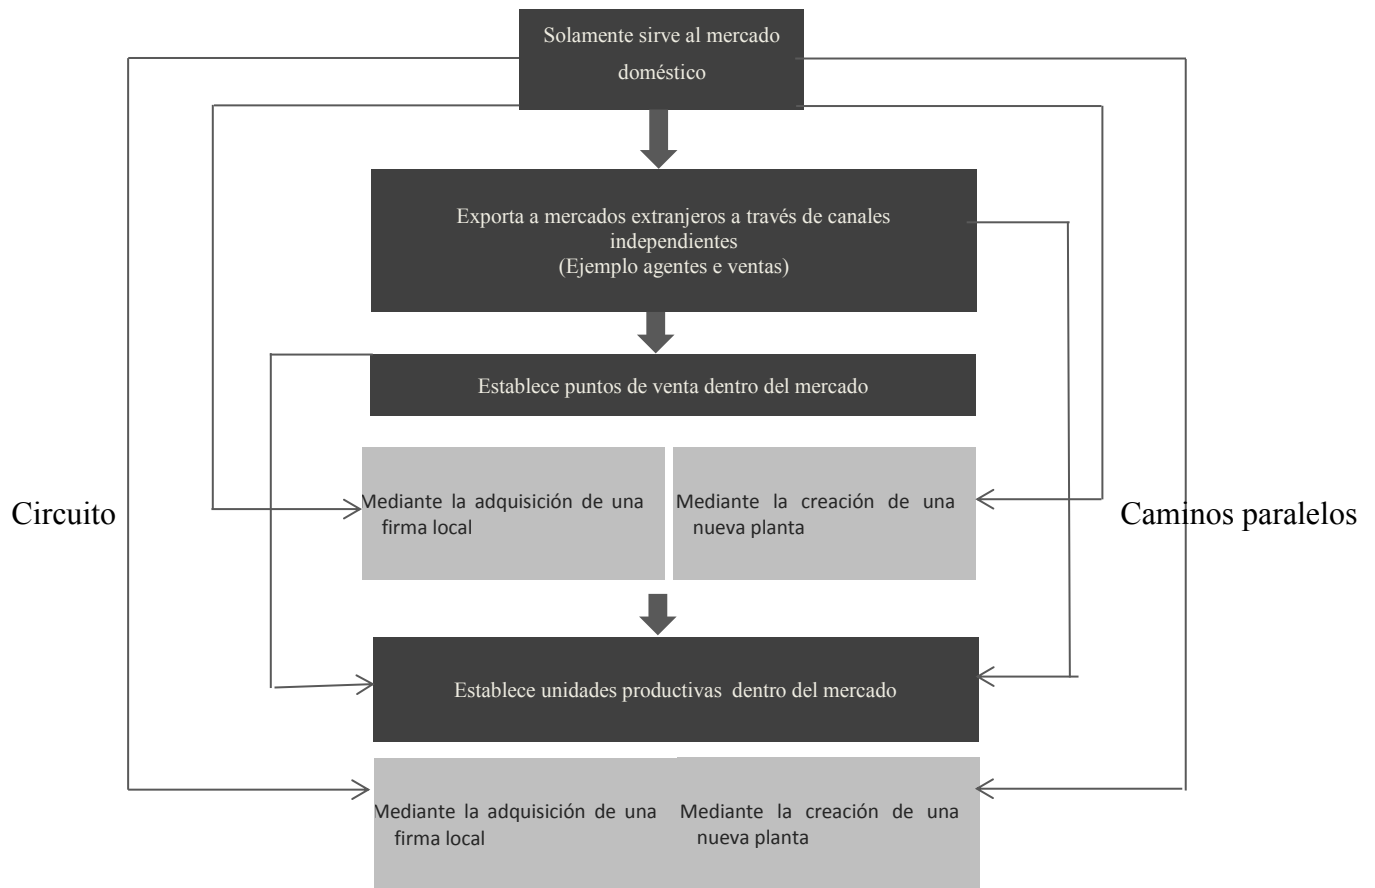 Solamente sirve al mercado
doméstico
Exporta a mercados extranjeros a través de canales
independientes
(Ejemplo agentes e ventas)
Establece puntos de venta dentro del mercado
Mediante la adquisición de una
firma local
Mediante la creación de una
nueva planta
Circuito
Caminos paralelos
Establece unidades productivas dentro del mercado
Mediante la adquisición de una
firma local
Mediante la creación de una
nueva planta